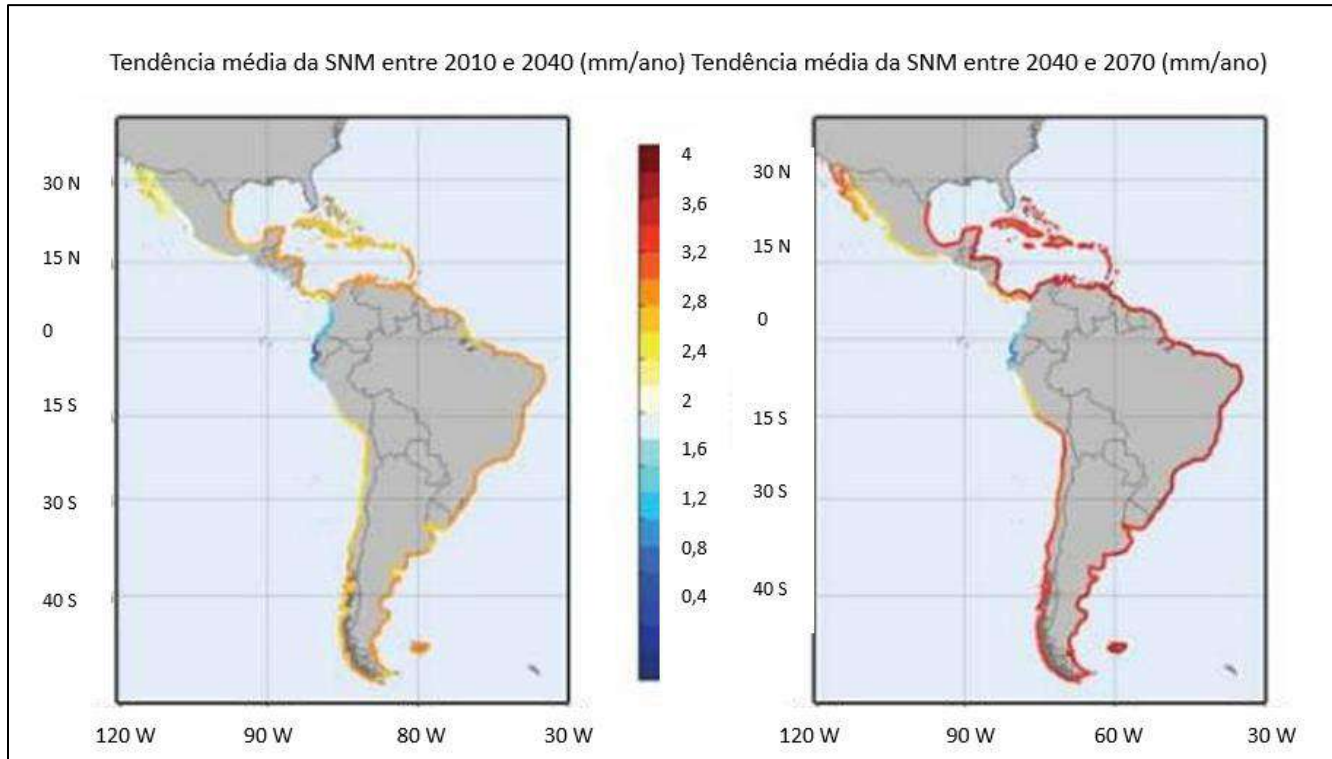 Tendência média da SNM entre 2010 e 2040 (mm/ano) Tendência média da SNM entre 2040 e 2070 (mm/ano)
30 N
15 N
0
15 S
30 S
40 S
120 W 90 W 80 W 30 W
4
3,6
3,2
2,8
2,4
2
1,6
1,2
0,8
0,4
30 N
15 N
0
15 S
30 S
40 S
120 W 90 W 60 W 30 W